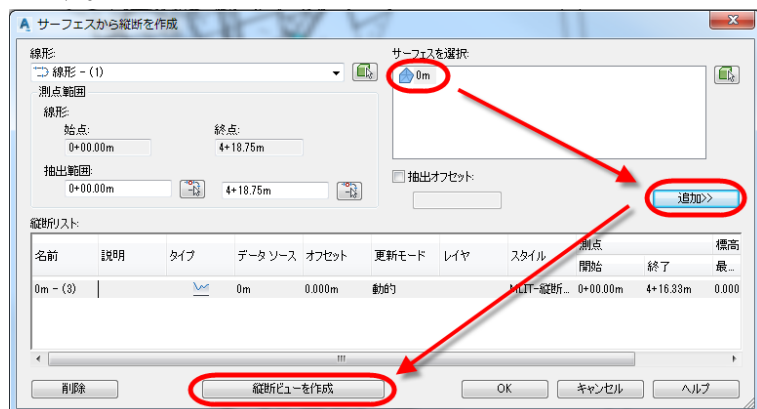 サーフェスから縦断を作成
線形:
線形 - (1)
測点範囲
線形:
始点:
終点:
0+00.00m
4+18.75m
抽出範囲:
0+00.00m
4+18.75m
サーフェスを選択:
0m
抽出オフセット:
追加>>
縦断リスト:
名前 説明 タイプ データ ソース オフセット 更新モード レイヤ スタイル 測点 標高
開始 終了 最...
0m - (3) 0m 0.000m 動的 MLIT-縦断... 0+00.00m 4+16.33m 0.000
削除 縦断ビューを作成 OK キャンセル ヘルプ